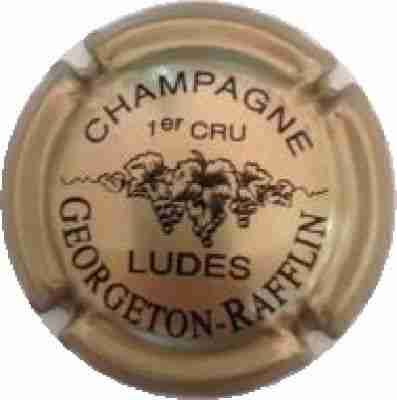 CHAMPAGNE
1er CRU
LUDES
GEORGETON-RAFFLIN